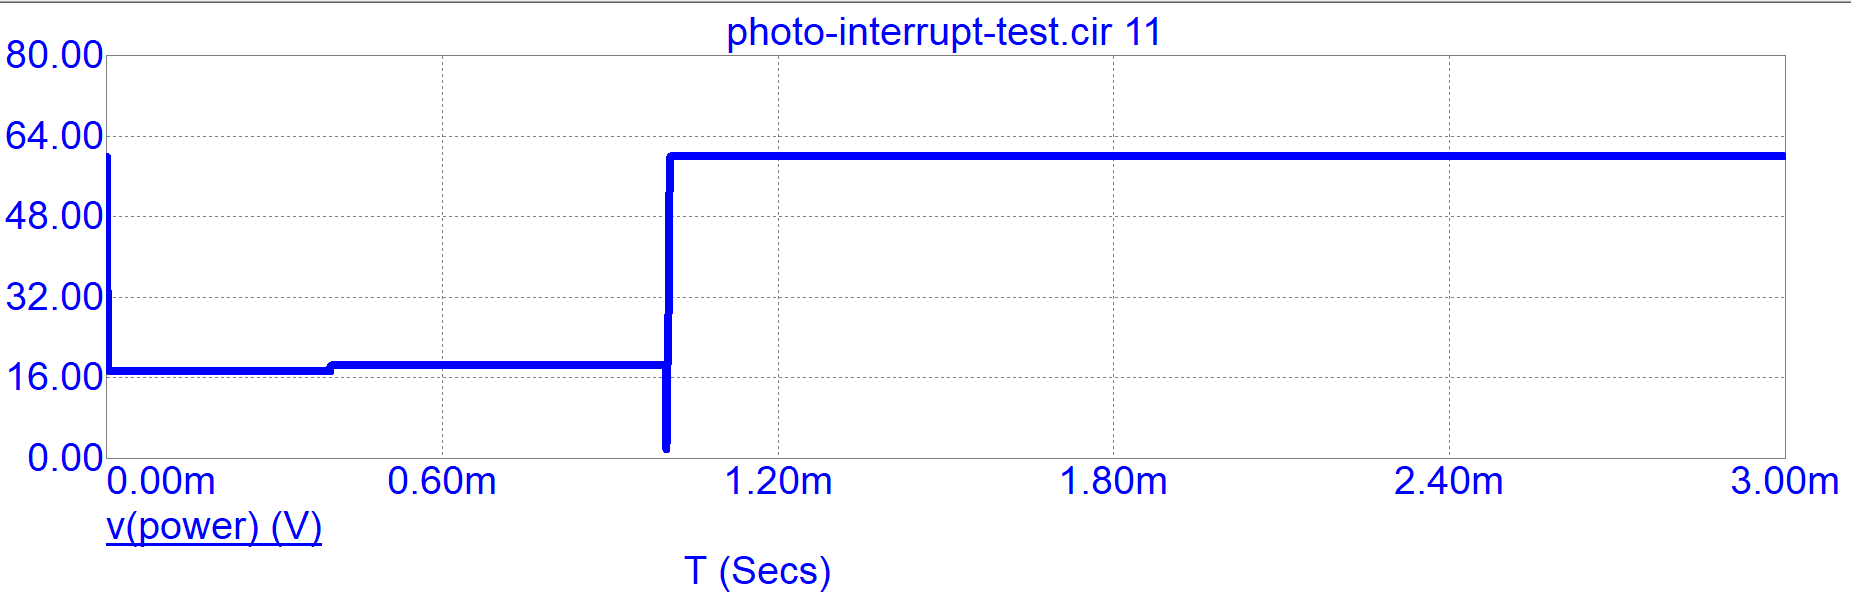 photo-interrupt-test.cir 11
80.00
64.00
48.00
32.00
16.00
0.00
0.00m 0.60m 1.20m 1.80m 2.40m 3.00m
v(power) (V)
T (Secs)